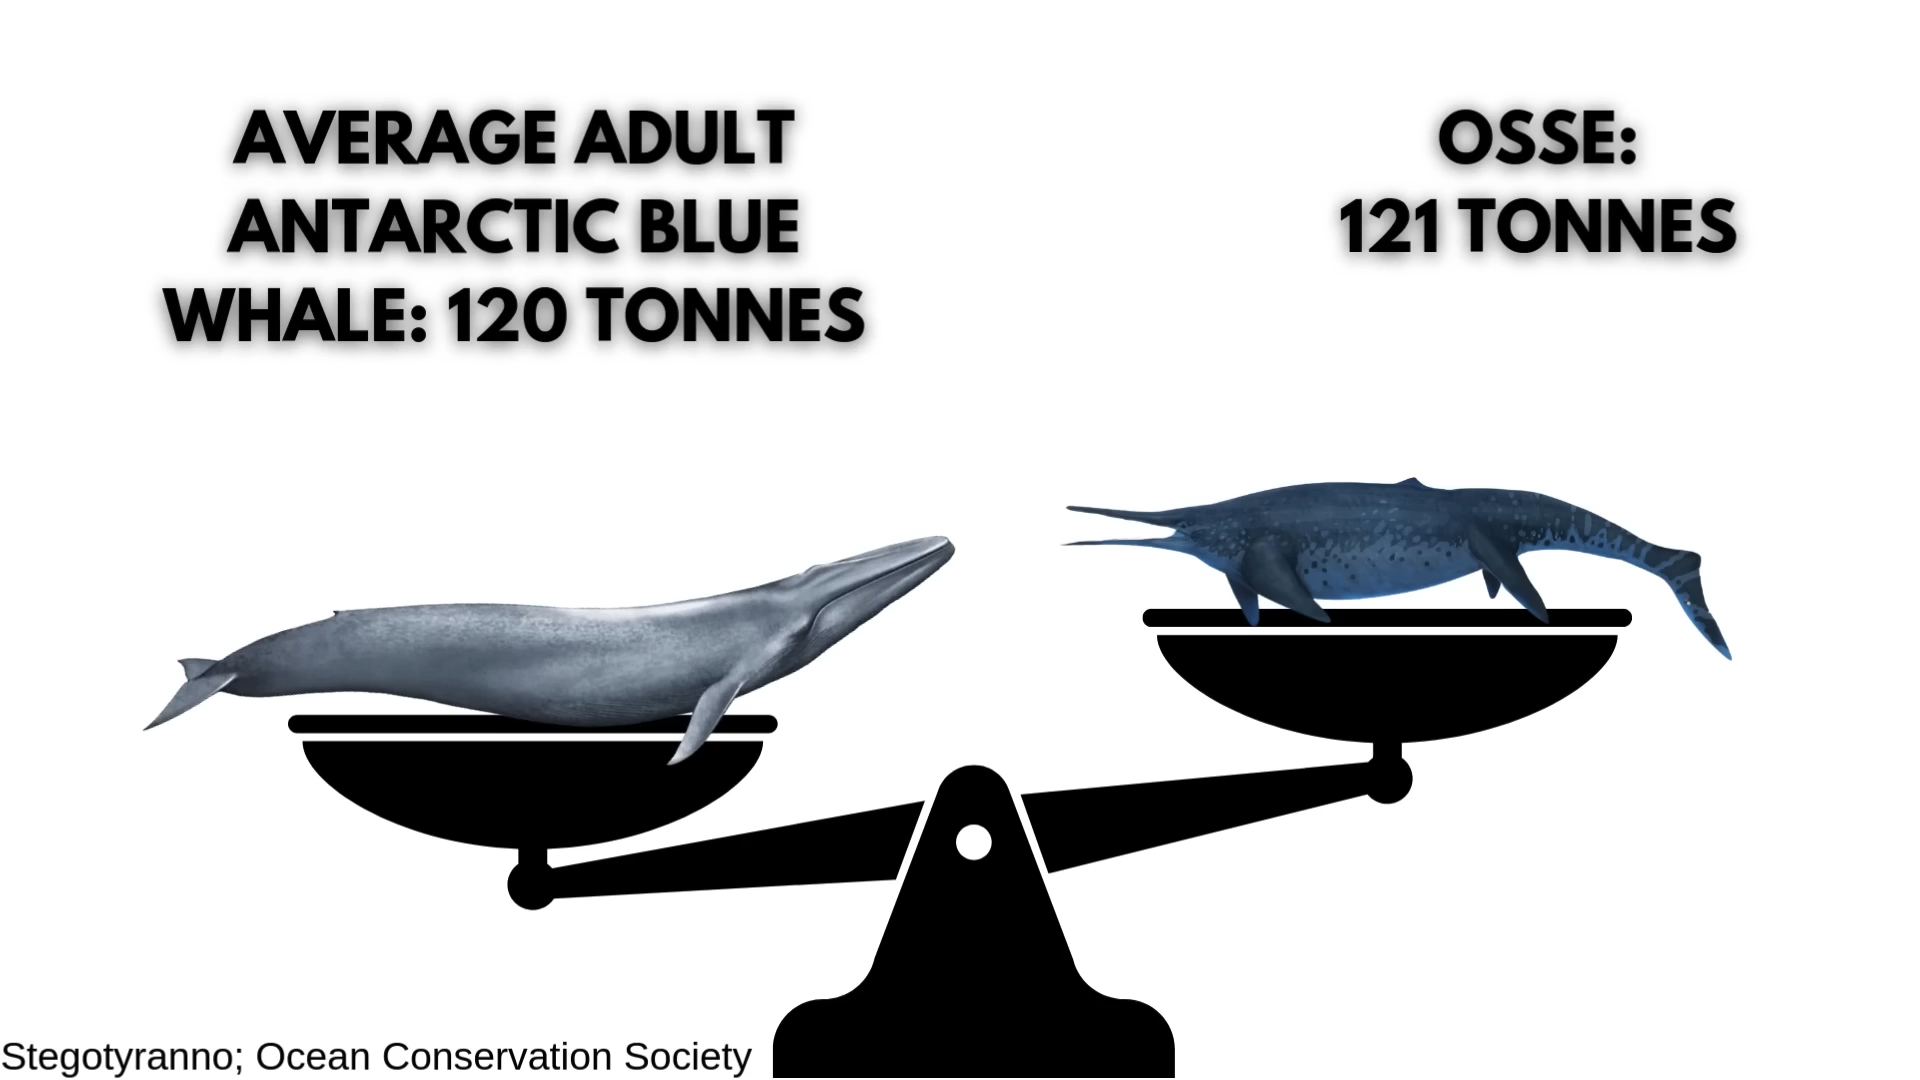 AVERAGE ADULT
ANTARCTIC BLUE
WHALE: 120 TONNES
OSSE:
121 TONNES
Stegotyranno; Ocean Conservation Society